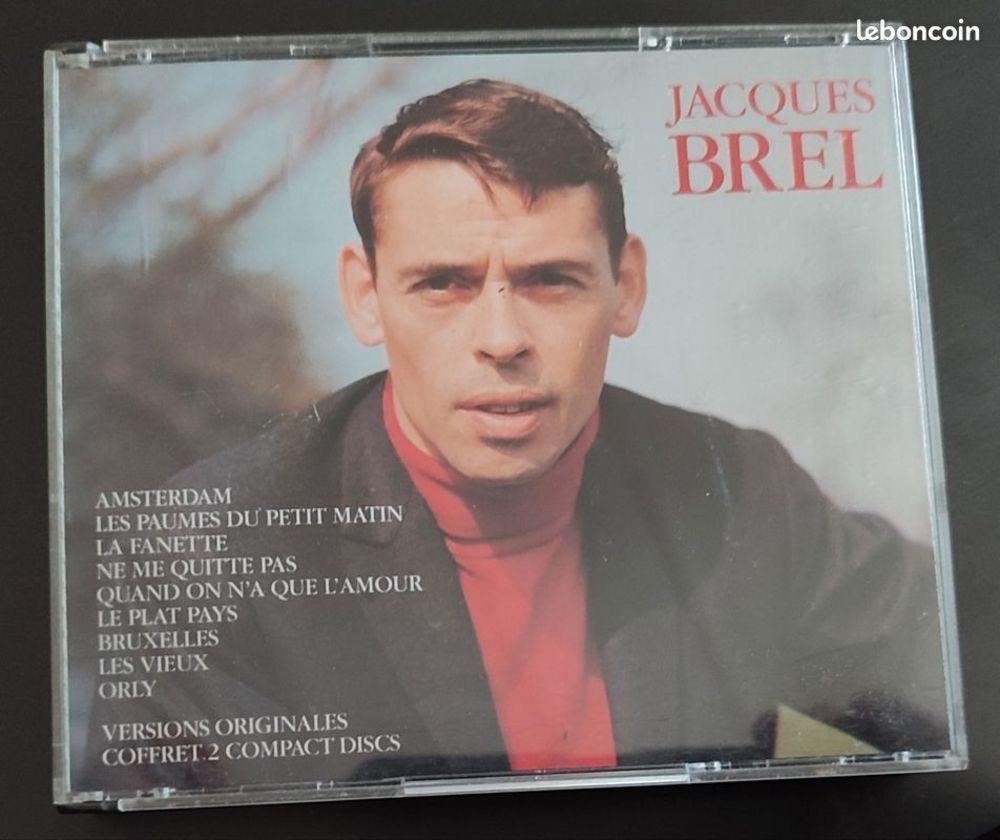 leboncoin
JACQUES
BREL
AMSTERDAM
LES PAUMES DU PETIT MATIN
LA FANETTE
NE ME QUITTE PAS
QUAND ON N'A QUE L'AMOUR
LE PLAT PAYS
BRUXELLES
LES VIEUX
ORLY
VERSIONS ORIGINALES
COFFRET 2 COMPACT DISCS